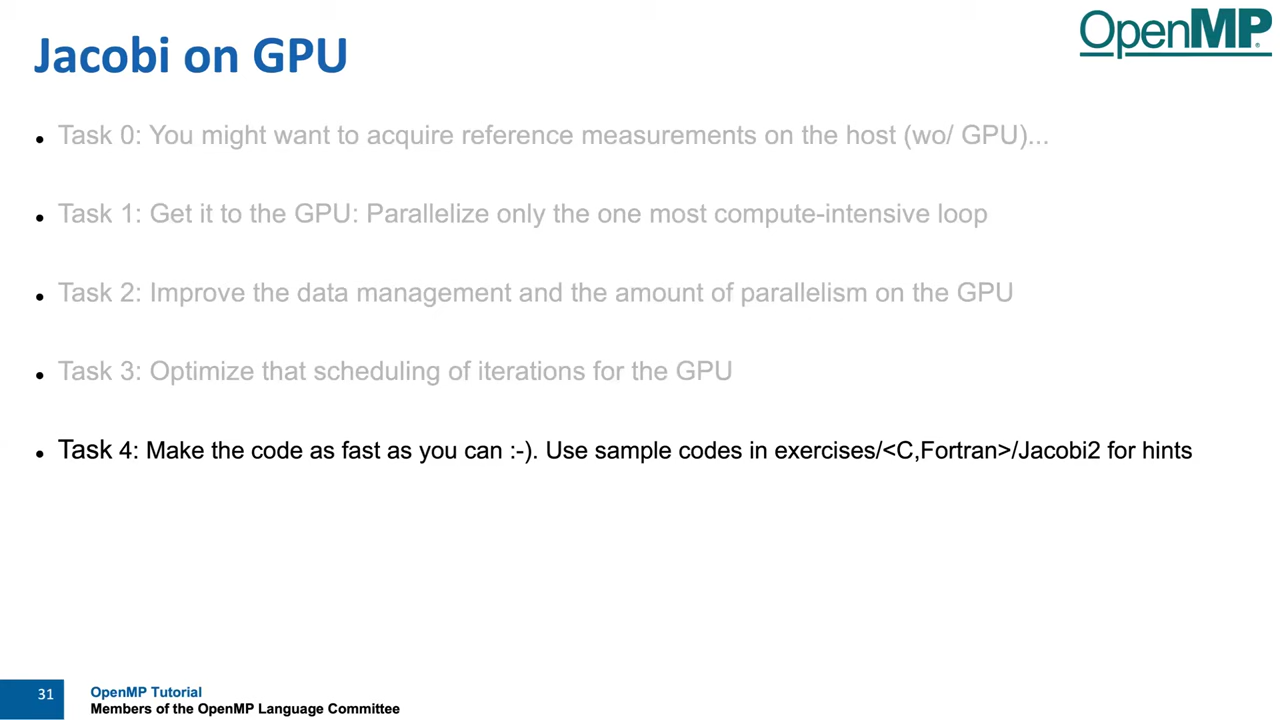 Jacobi on GPU
OpenMP®
• Task 0: You might want to acquire reference measurements on the host (wo/ GPU)...
• Task 1: Get it to the GPU: Parallelize only the one most compute-intensive loop
• Task 2: Improve the data management and the amount of parallelism on the GPU
• Task 3: Optimize that scheduling of iterations for the GPU
• Task 4: Make the code as fast as you can :-). Use sample codes in exercises/<C,Fortran>/Jacobi2 for hints
31
OpenMP Tutorial
Members of the OpenMP Language Committee